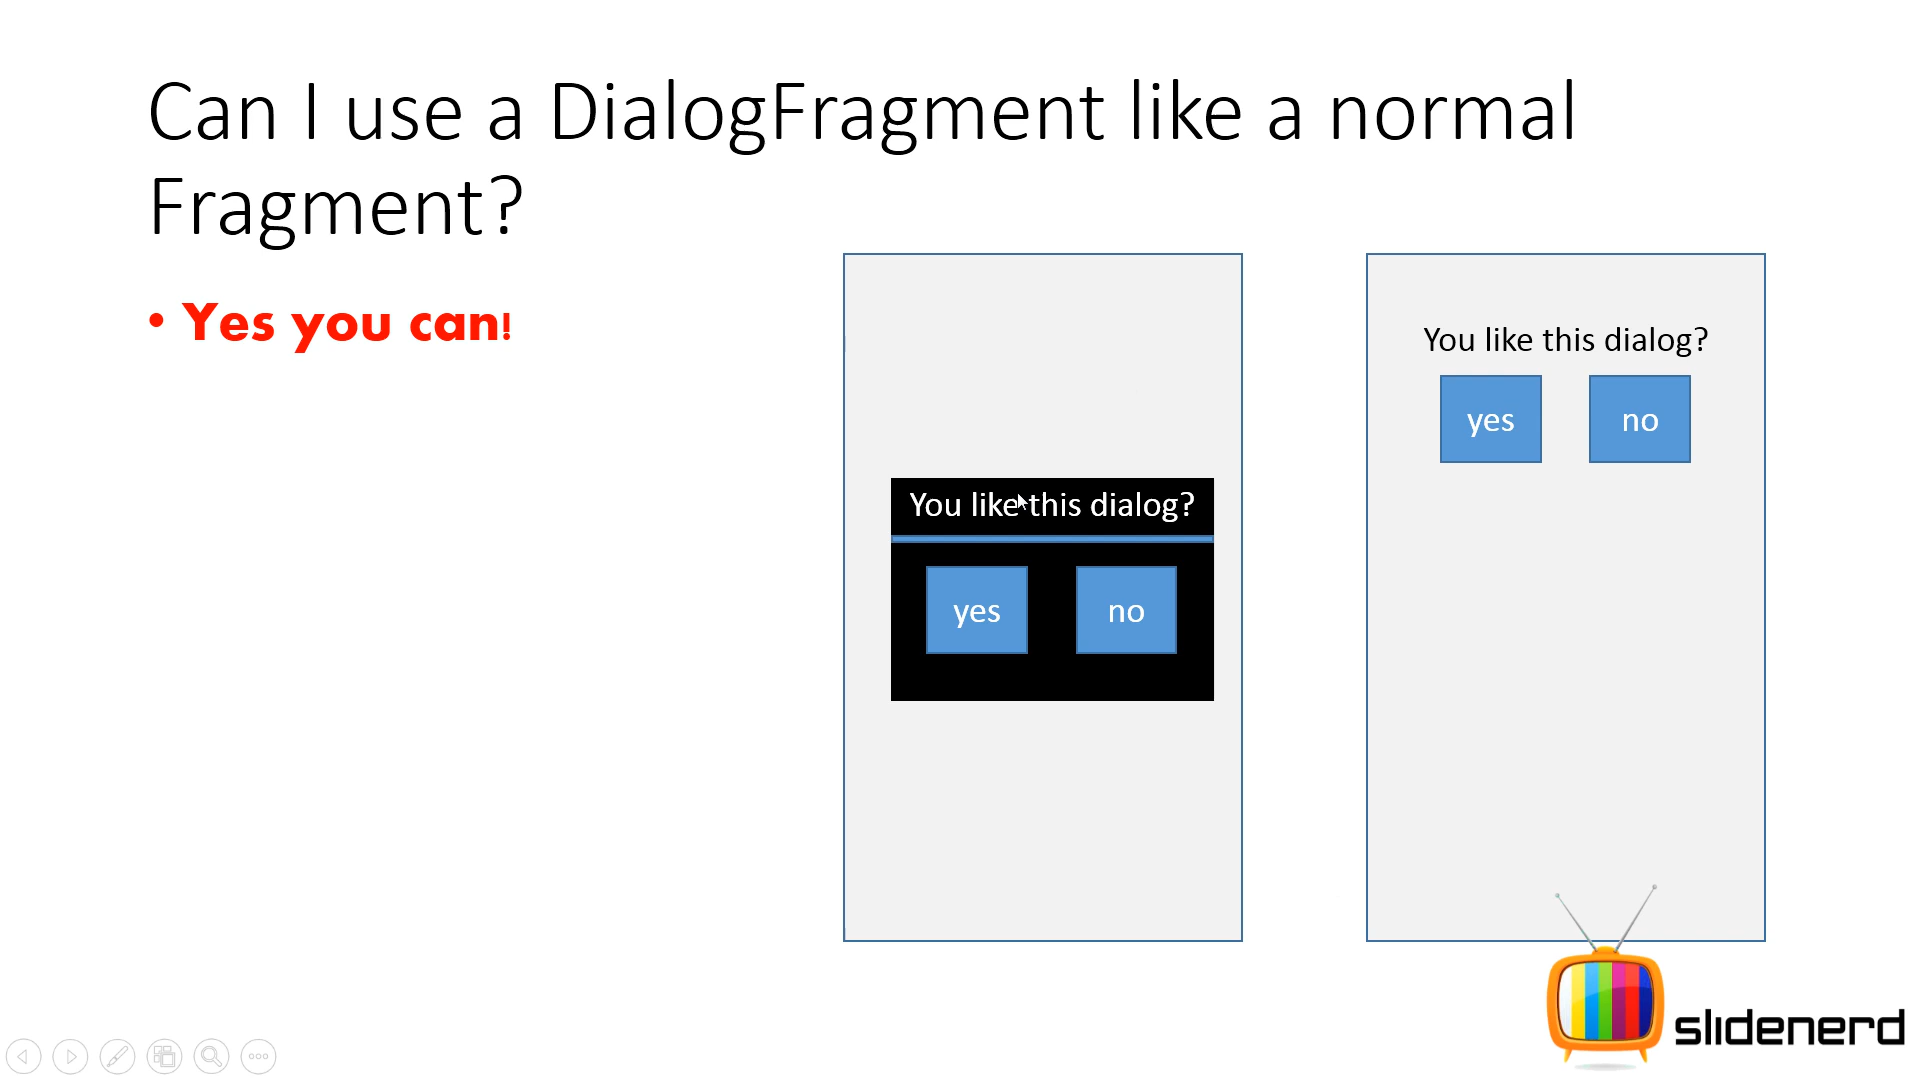 Can I use a DialogFragment like a normal
Fragment?
• Yes you can!
You like this dialog?
yes no
You like this dialog?
yes no
slidenerd